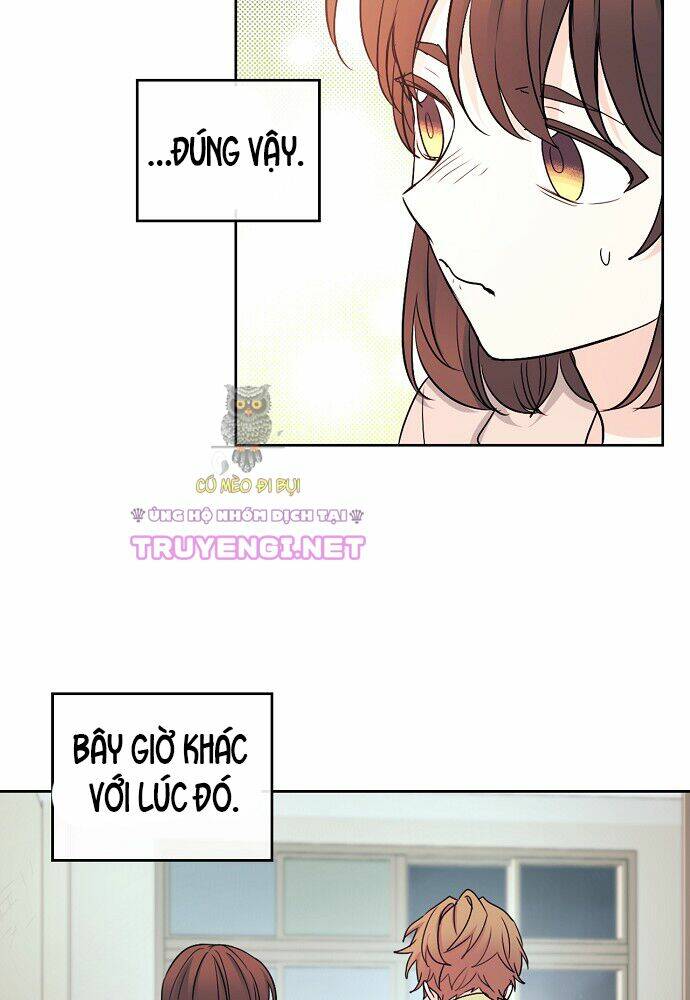 ...ĐÚNG VẬY.
CÚ MÈO ĐI BỤI
ỦNG HỘ NHÓM DỊCH TẠI
TRUYENGI.NET
BÂY GIỜ KHÁC
VỚI LÚC ĐÓ.